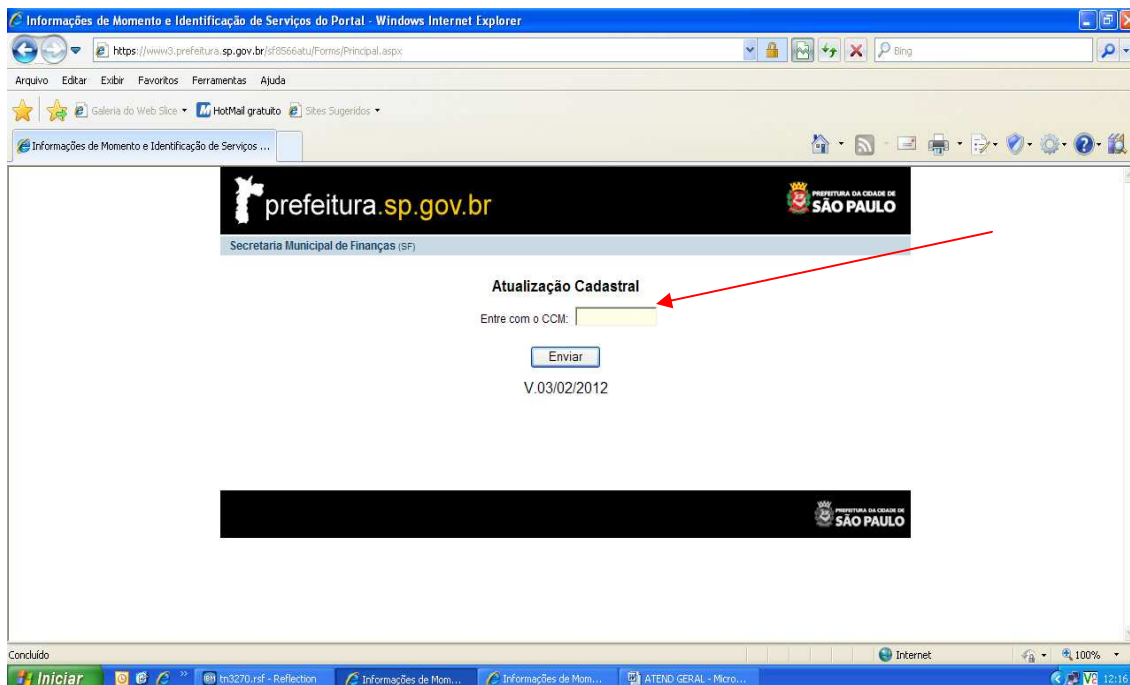 Informações de Momento e Identificação de Serviços do Portal - Windows Internet Explorer
https://www3.prefeitura.sp.gov.br/sf8566atu/Forms/Principal.aspx
Bing
Arquivo Editar Exibir Favoritos Ferramentas Ajuda
Galeria do Web Slice HotMail gratuito Sites Sugeridos
Informações de Momento e Identificação de Serviços ...
prefeitura.sp.gov.br
PREFEITURA DA CIDADE DE
SÃO PAULO
Secretaria Municipal de Finanças (SF)
Atualização Cadastral
Entre com o CCM:
Enviar
V.03/02/2012
PREFEITURA DA CIDADE DE
SÃO PAULO
Concluído Internet 100%
Iniciar tn3270.rsf - Reflection Informações de Mom... Informações de Mom... ATEND GERAL - Micro... 12:16